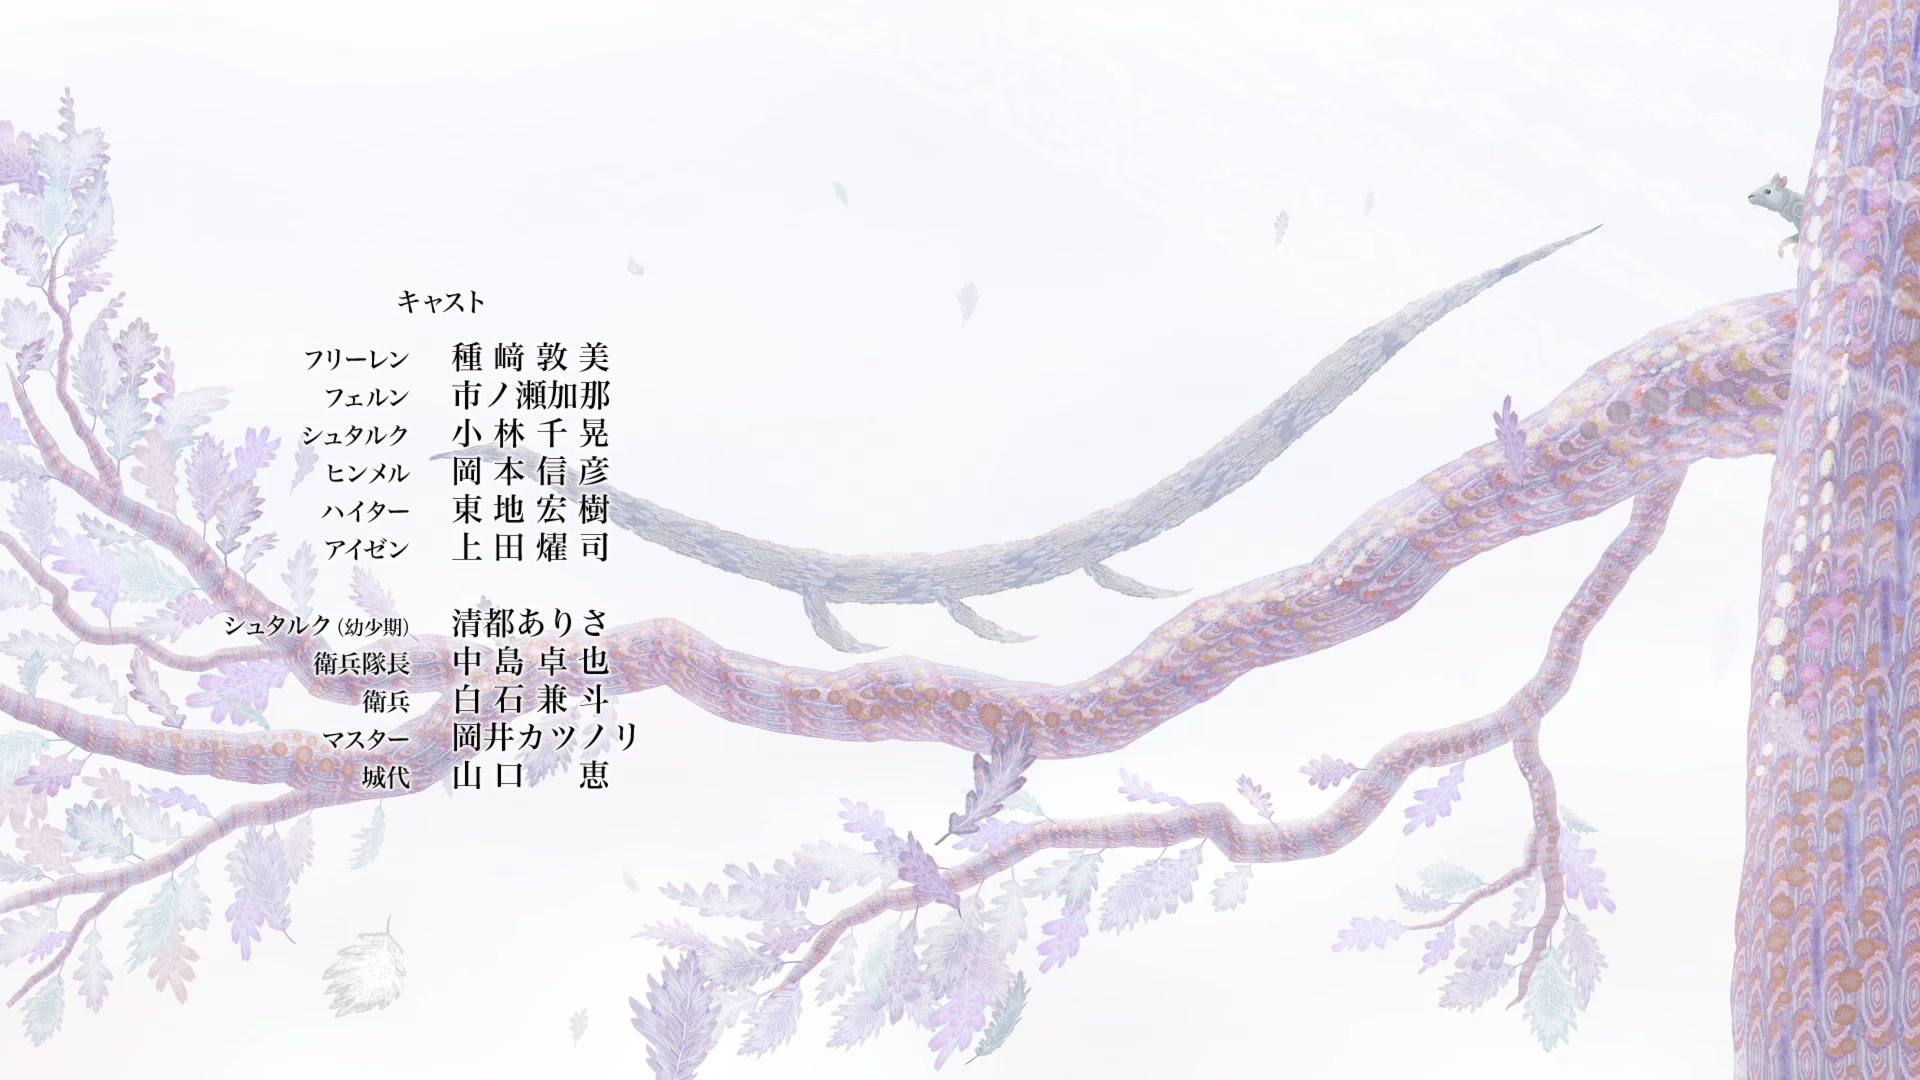 キャスト
フリーレン 種﨑敦美
フェルン 市ノ瀬加那
シュタルク 小林千晃
ヒンメル 岡本信彦
ハイター 東地宏樹
アイゼン 上田燿司
シュタルク(幼少期) 清都ありさ
衛兵隊長 中島卓也
衛兵 白石兼斗
マスター 岡井カツノリ
城代 山口 恵